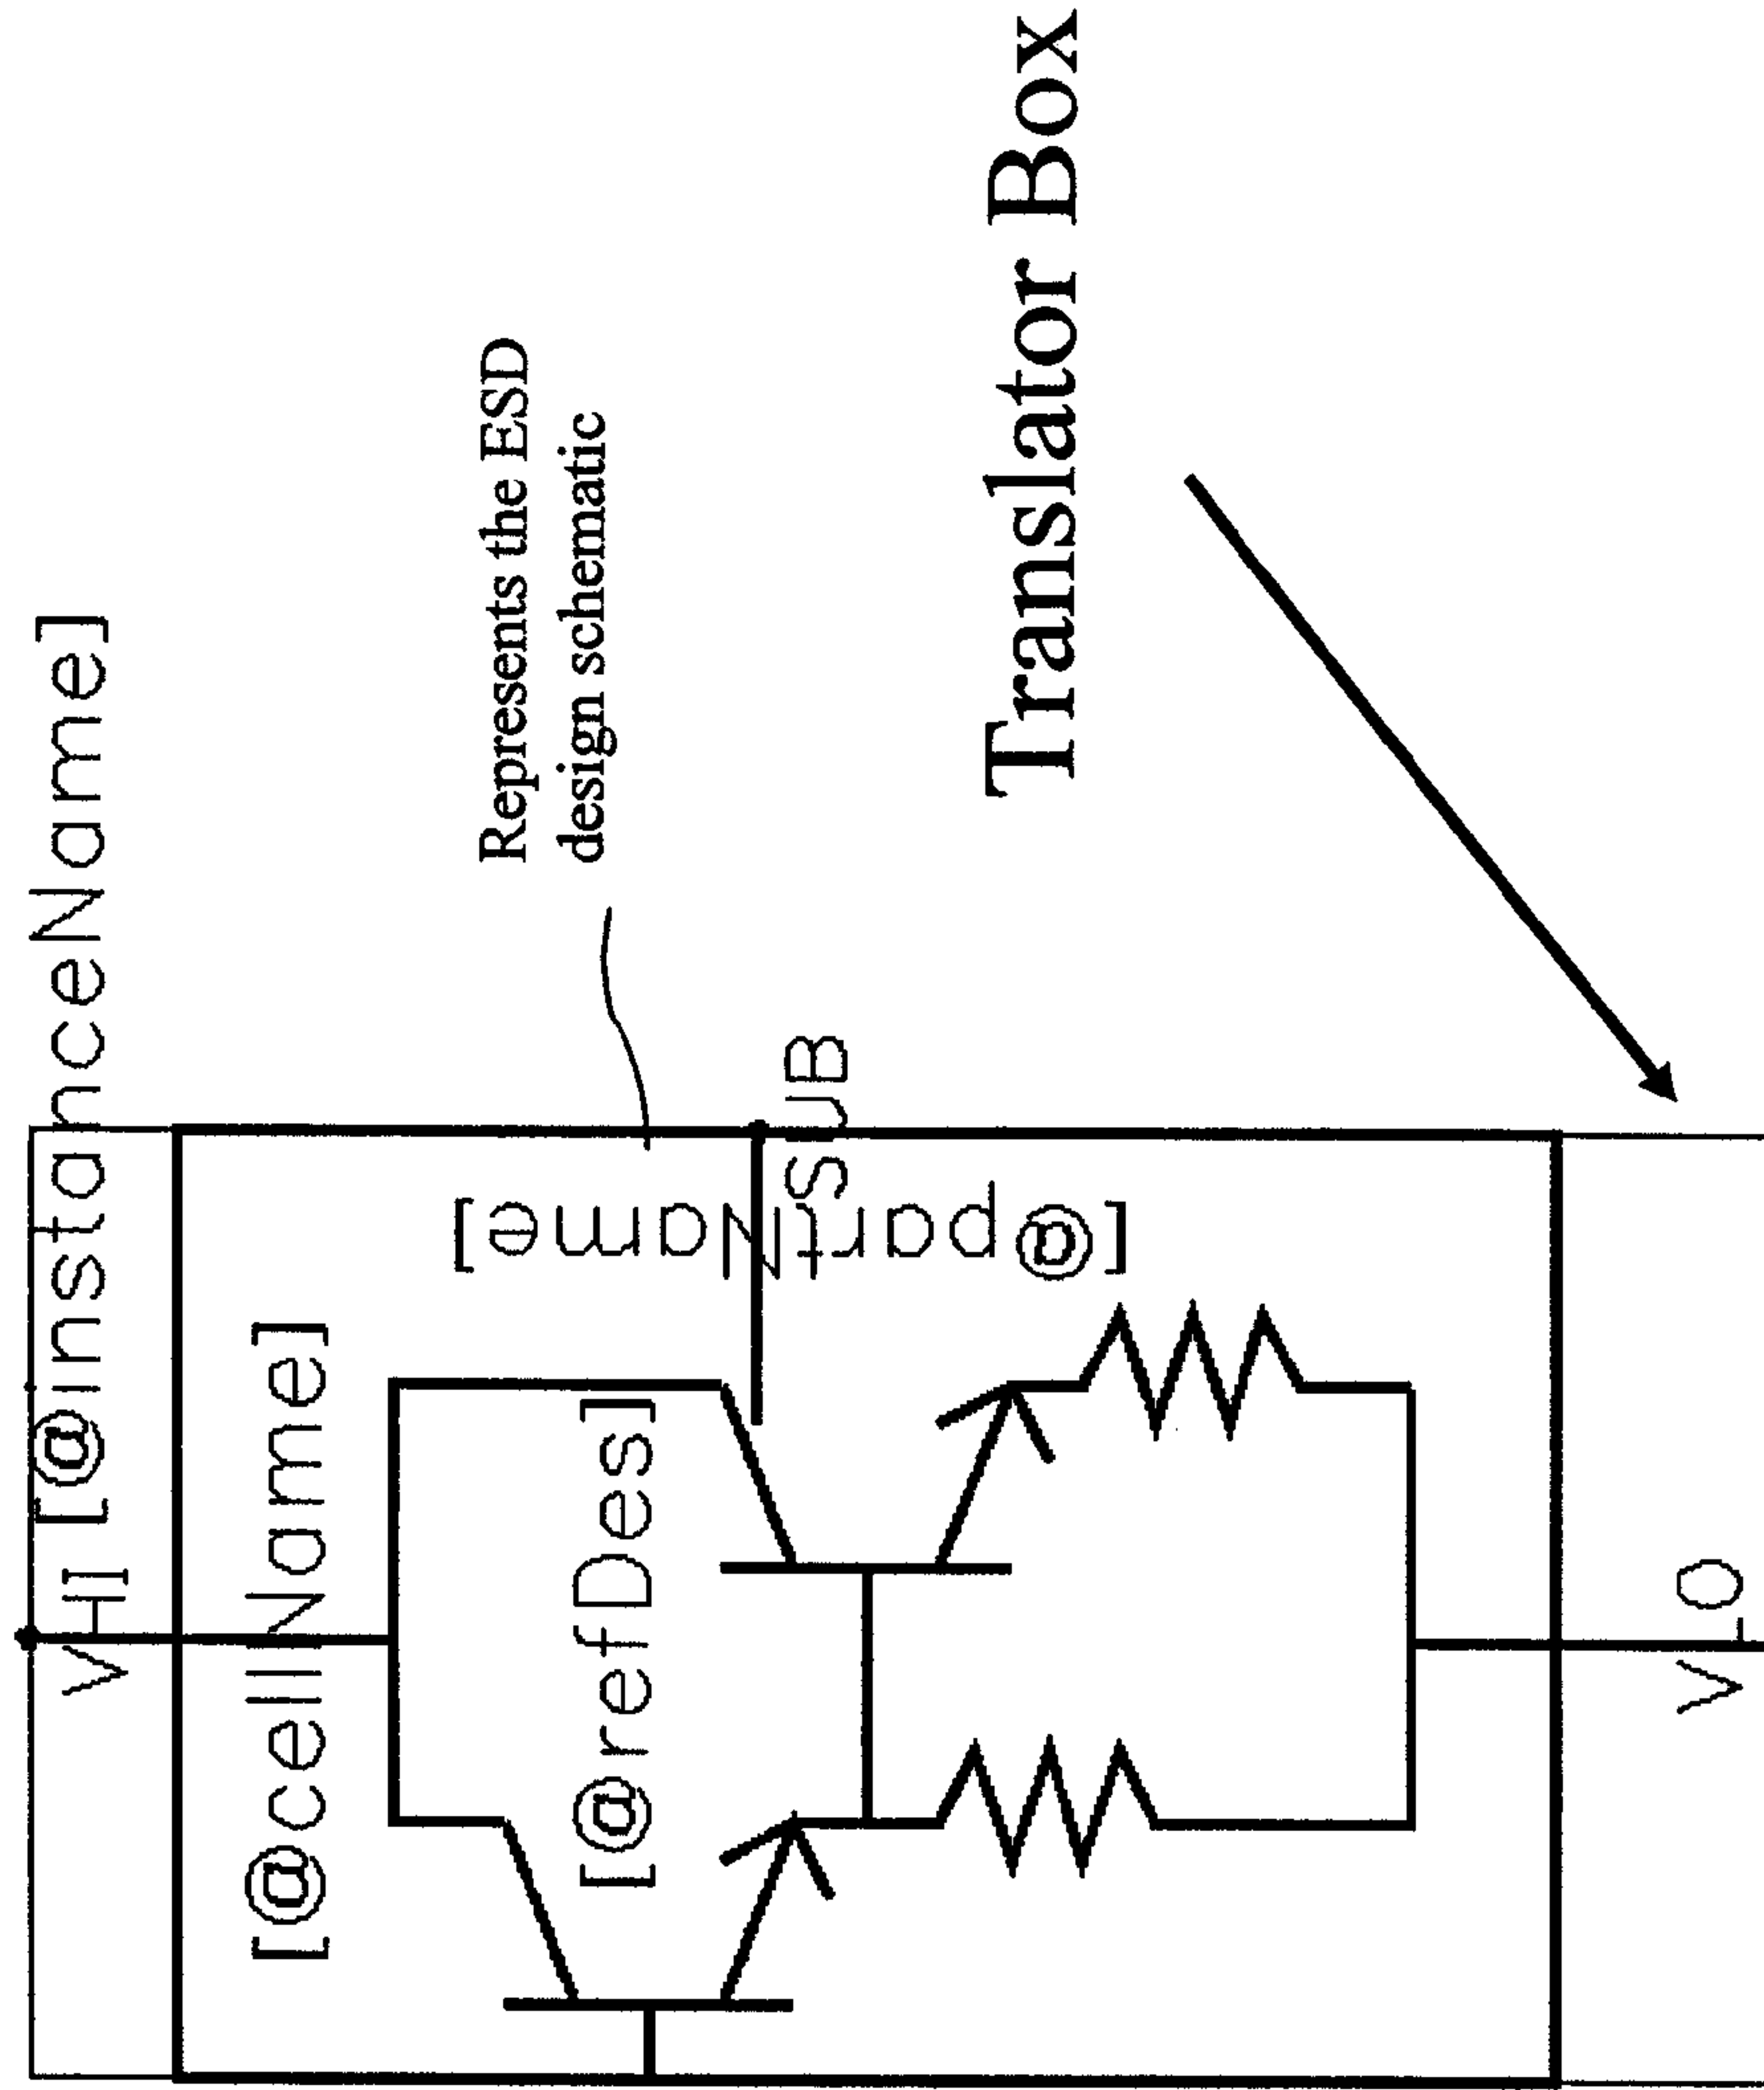 [@instanceName]
VHI
[@cellName]
Represents the ESD
design schematic
[@refDes]
SUB
[@partName]
Translator Box
VLO